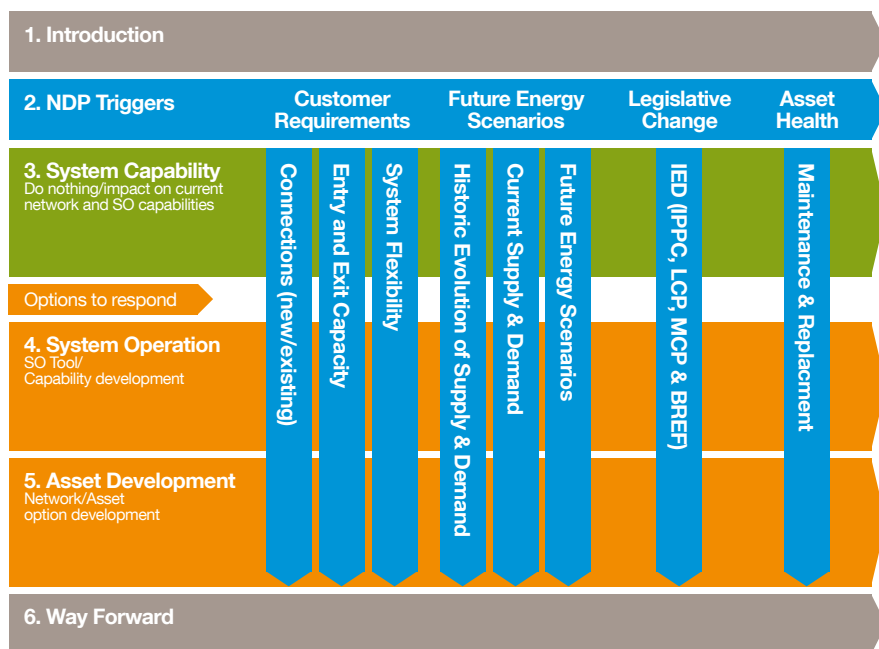 1. Introduction
2. NDP Triggers
Customer
Requirements
Future Energy
Scenarios
Legislative
Change
Asset
Health
3. System Capability
Do nothing/impact on current
network and SO capabilities
Connections (new/existing)
Entry and Exit Capacity
System Flexibility
Historic Evolution of Supply & Demand
Current Supply & Demand
Future Energy Scenarios
IED (IPPC, LCP, MCP & BREF)
Maintenance & Replacment
Options to respond
4. System Operation
SO Tool/
Capability development
5. Asset Development
Network/Asset
option development
6. Way Forward